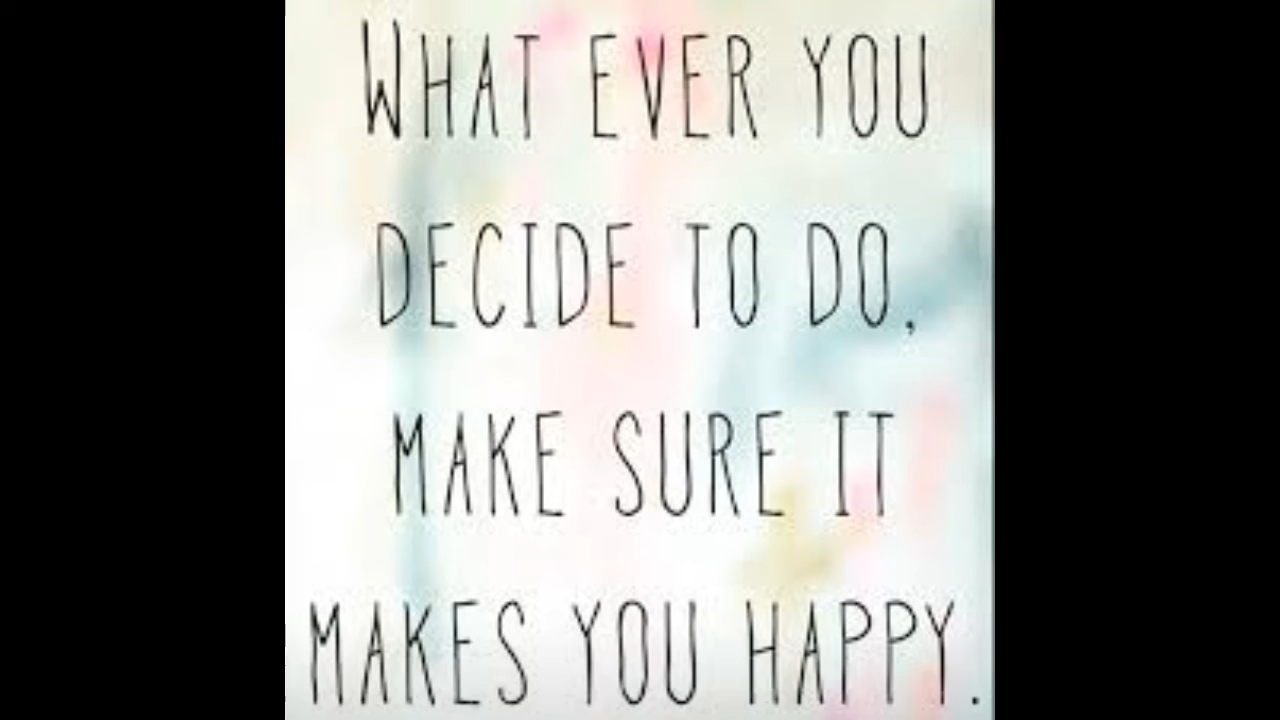 WHAT EVER YOU
DECIDE TO DO,
MAKE SURE IT
MAKES YOU HAPPY.